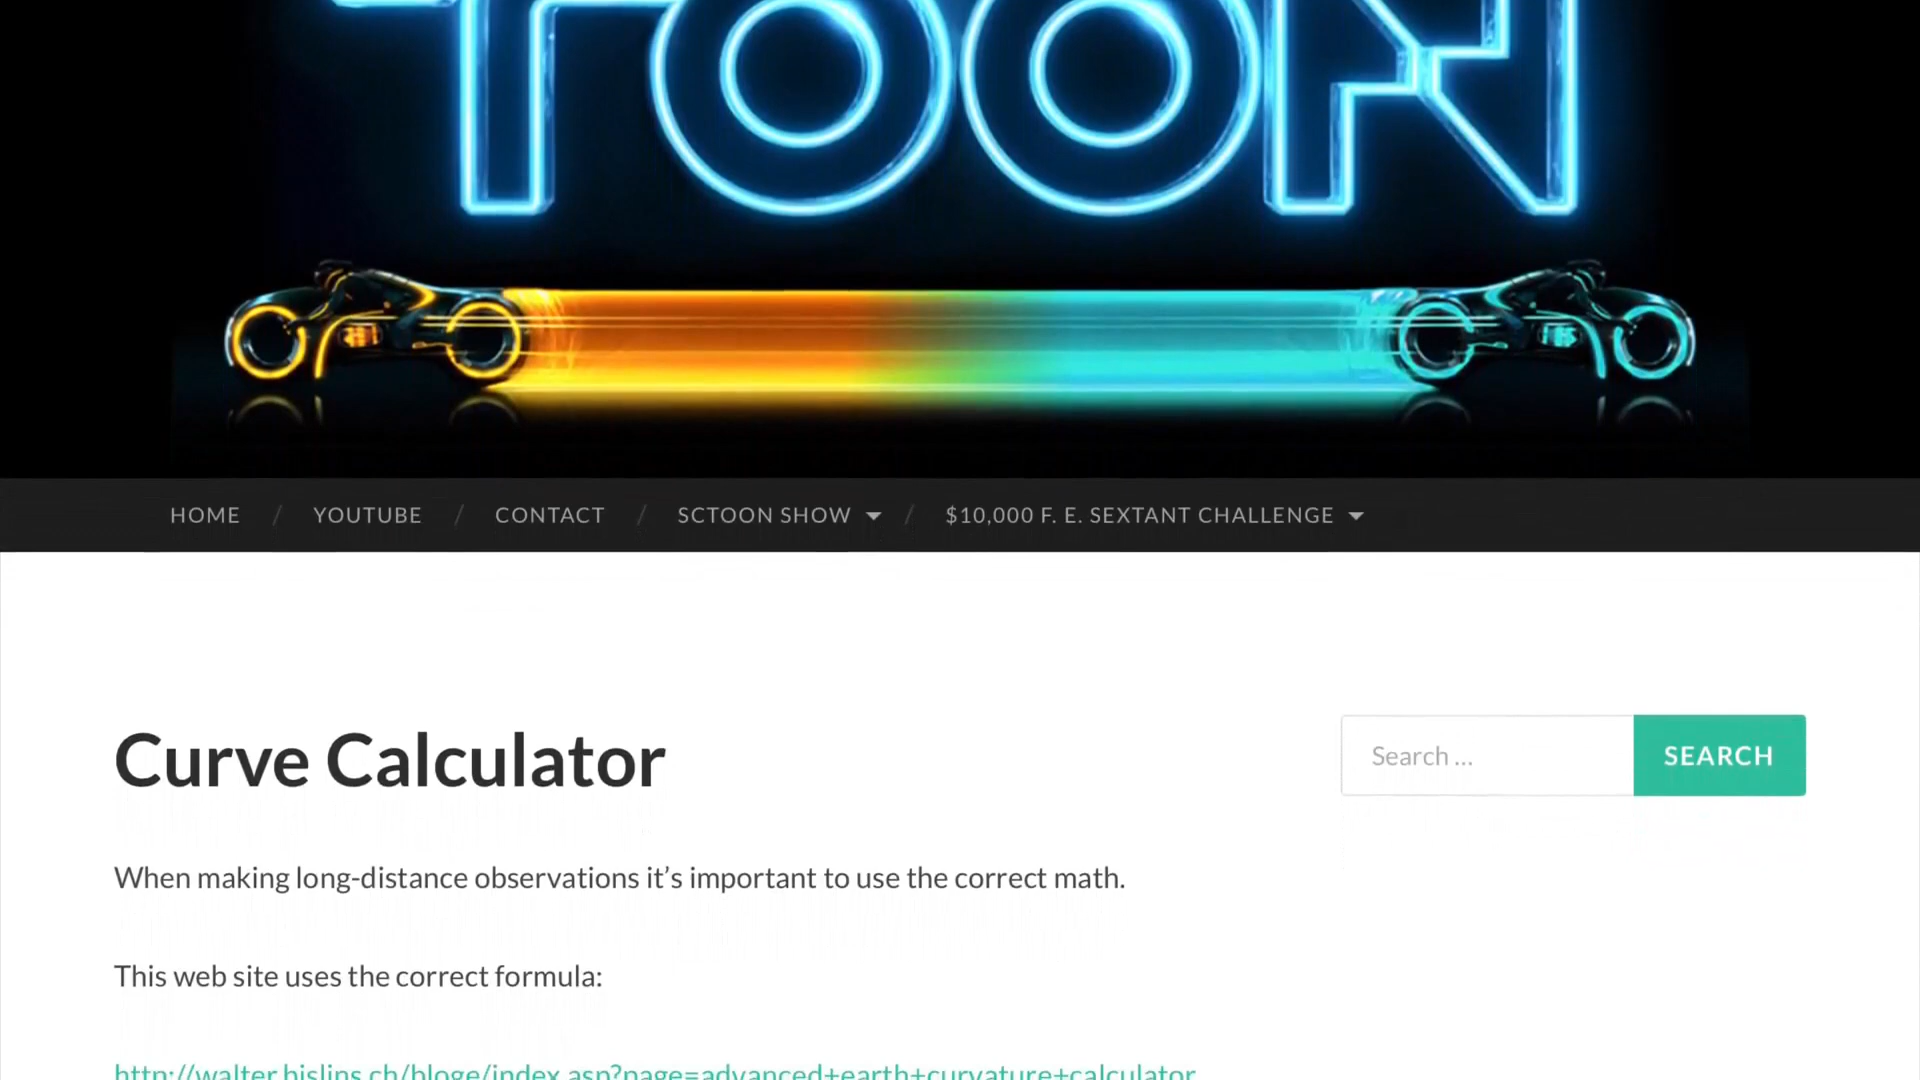 TOON
HOME / YOUTUBE / CONTACT / SCTOON SHOW / $10,000 F. E. SEXTANT CHALLENGE
Curve Calculator
Search ...
SEARCH
When making long-distance observations it’s important to use the correct math.
This web site uses the correct formula:
http://walter.bislins.ch/bloge/index.asp?page=advanced+earth+curvature+calculator